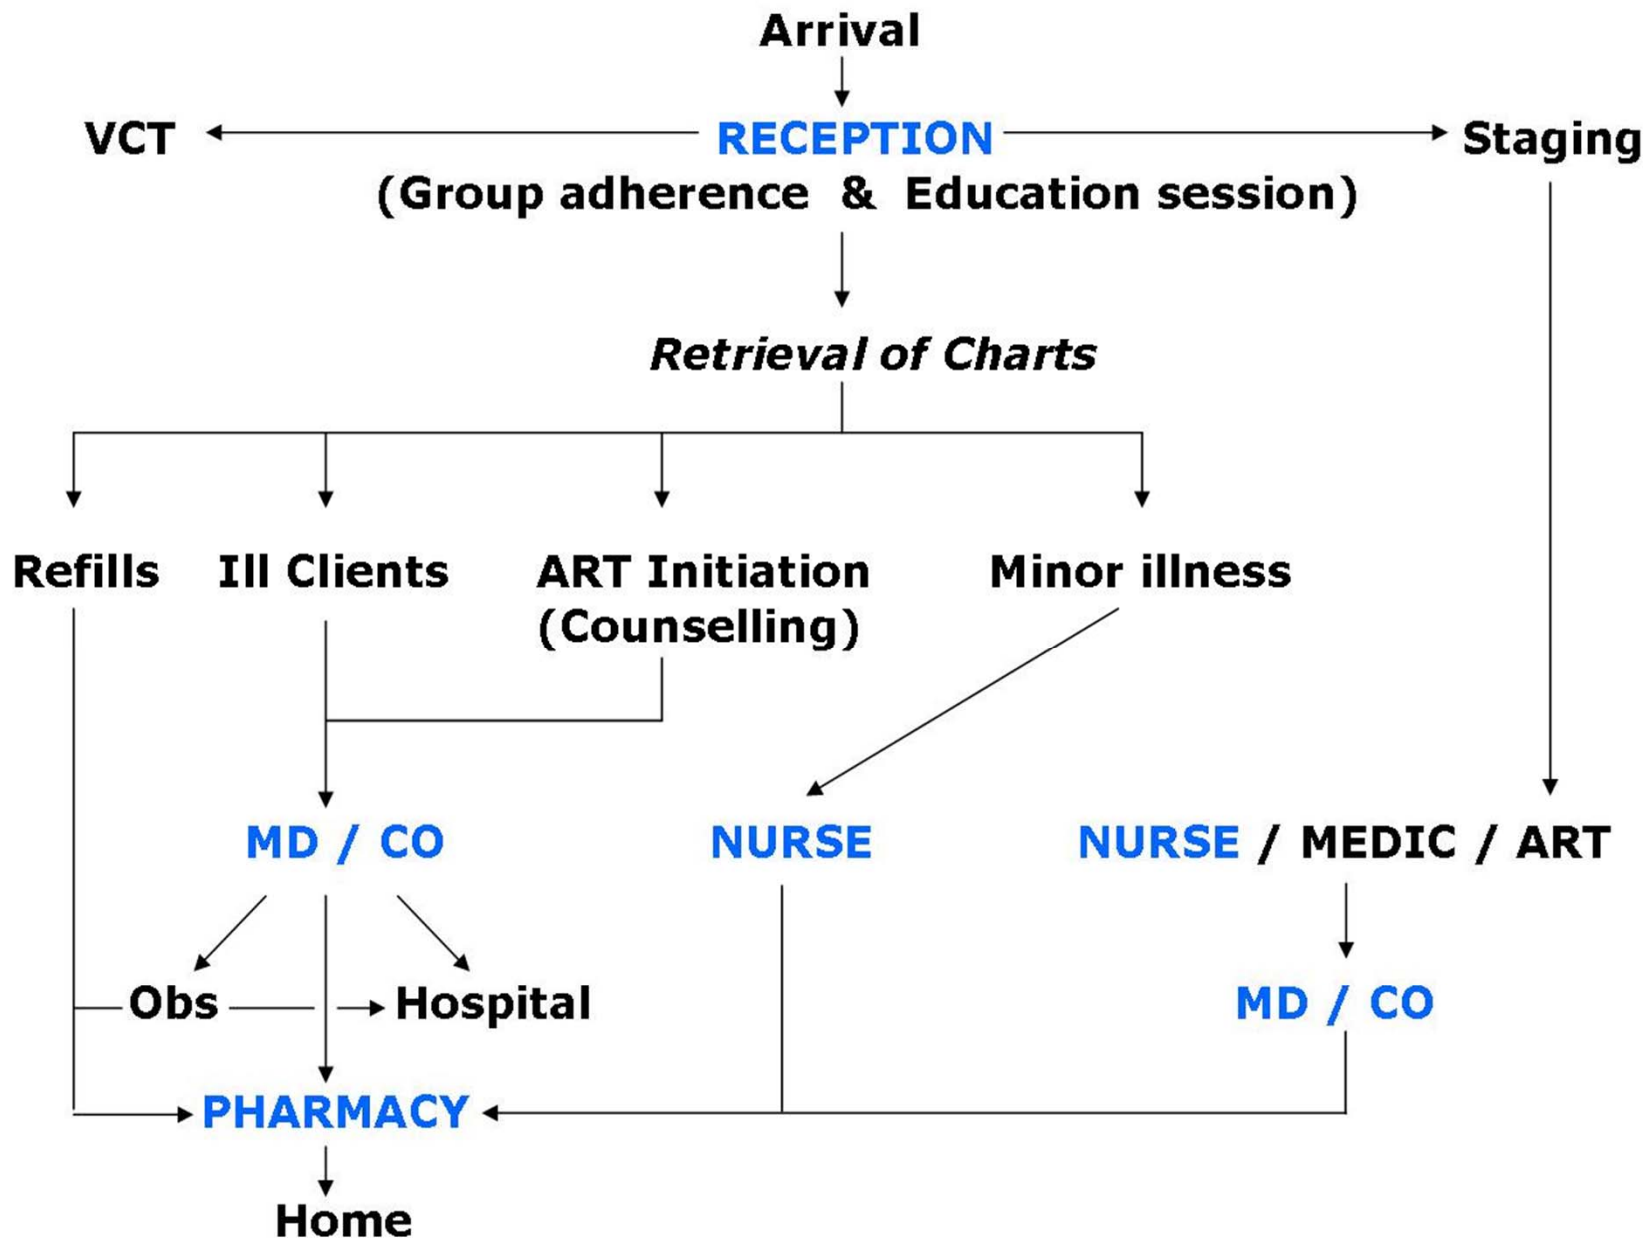 Arrival
VCT RECEPTION Staging
(Group adherence & Education session)
Retrieval of Charts
Refills Ill Clients ART Initiation Minor illness
(Counselling)
MD / CO NURSE NURSE / MEDIC / ART
Obs Hospital MD / CO
PHARMACY
Home